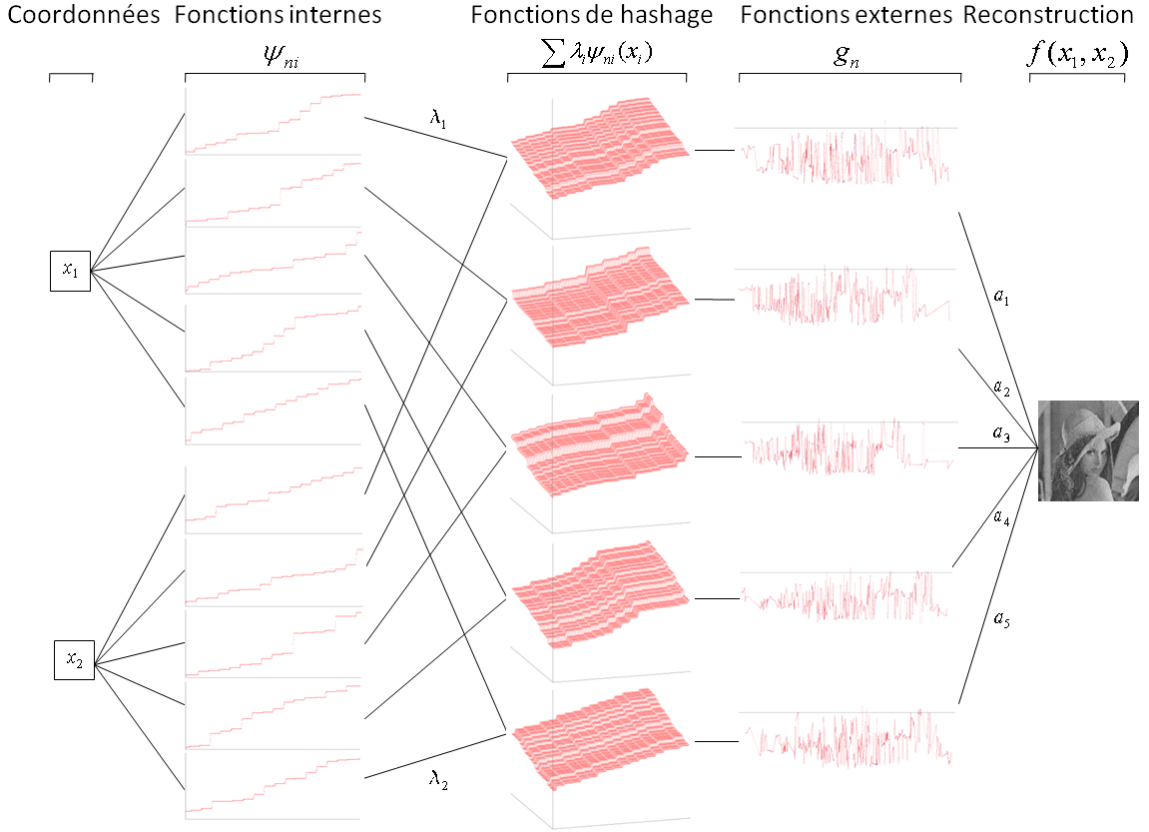 Coordonnées Fonctions internes Fonctions de hashage Fonctions externes Reconstruction
ψₙᵢ ∑ λᵢψₙᵢ(xᵢ) gₙ f(x₁, x₂)
λ₁
x₁
a₁
a₂
a₃
a₄
a₅
x₂
λ₂